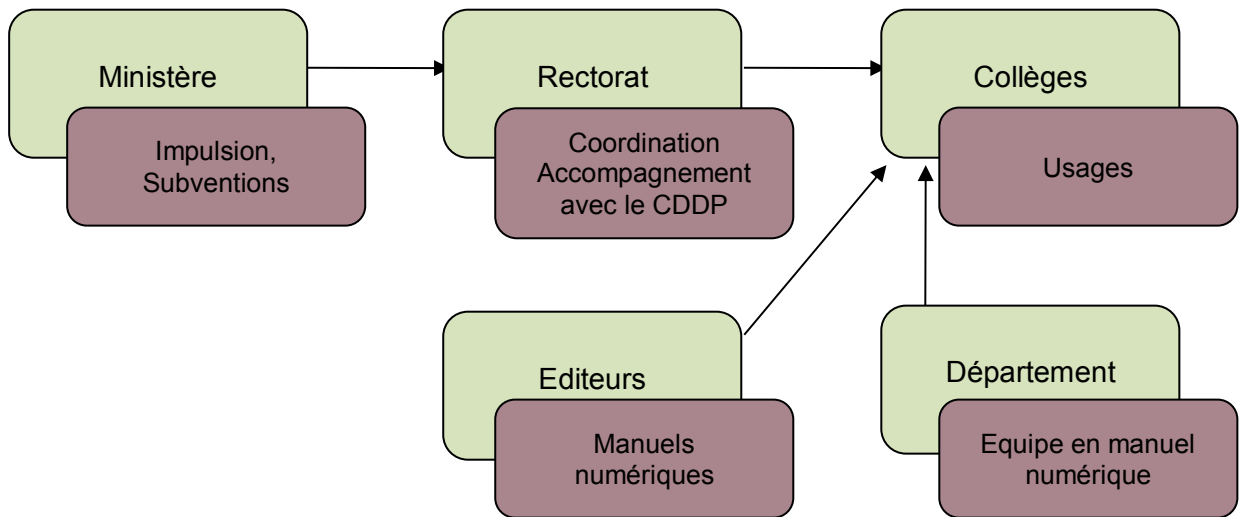 Ministère
Impulsion,
Subventions
Rectorat
Coordination
Accompagnement
avec le CDDP
Collèges
Usages
Editeurs
Manuels
numériques
Département
Equipe en manuel
numérique